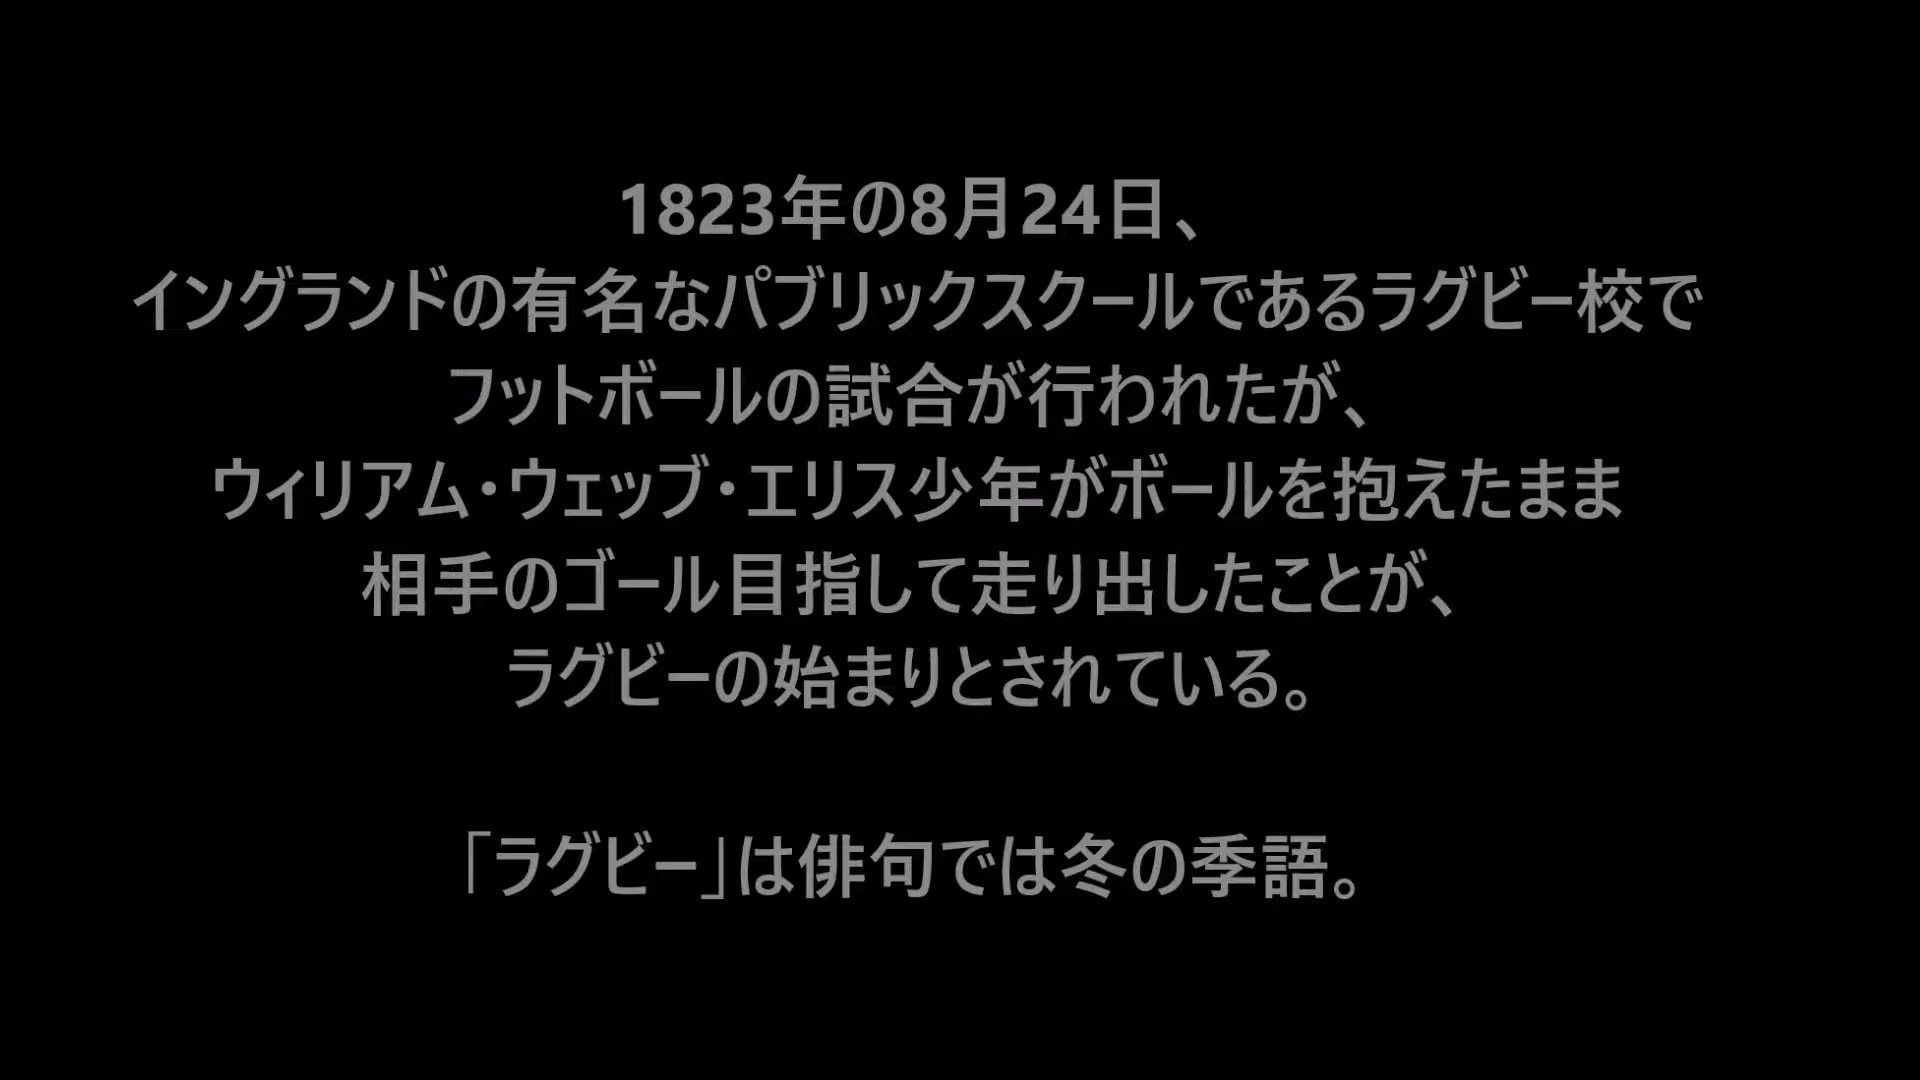 1823年の8月24日、
イングランドの有名なパブリックスクールであるラグビー校で
フットボールの試合が行われたが、
ウィリアム・ウェッブ・エリス少年がボールを抱えたまま
相手のゴール目指して走り出したことが、
ラグビーの始まりとされている。
「ラグビー」は俳句では冬の季語。